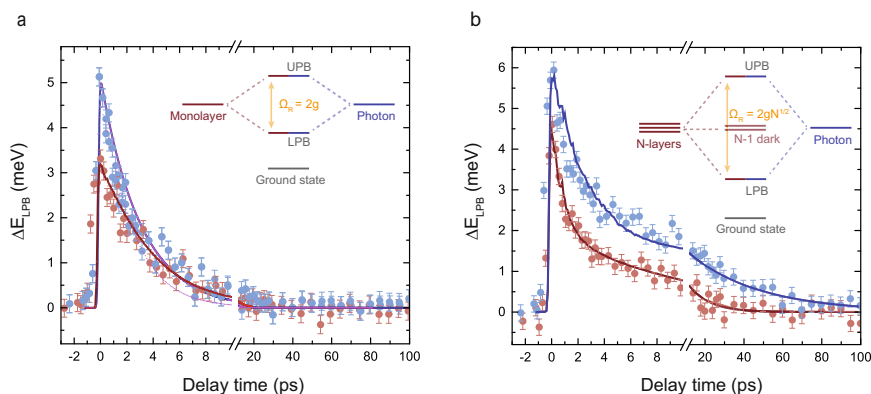 a
UPB
Monolayer
Ω_R = 2g
Photon
LPB
Ground state
ΔE_LPB (meV)
5
4
3
2
1
0
-2 0 2 4 6 8 20 40 60 80 100
Delay time (ps)
b
UPB
Ω_R = 2gN^1/2
N-layers
N-1 dark
Photon
LPB
Ground state
ΔE_LPB (meV)
6
5
4
3
2
1
0
-2 0 2 4 6 8 20 40 60 80 100
Delay time (ps)